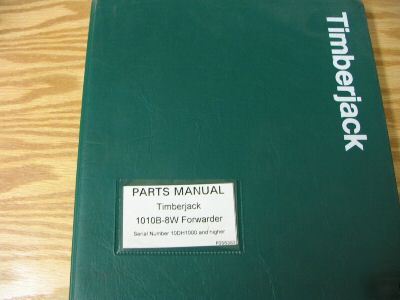 Timberjack
PARTS MANUAL
Timberjack
1010B-8W Forwarder
Serial Number 10DH1000 and higher